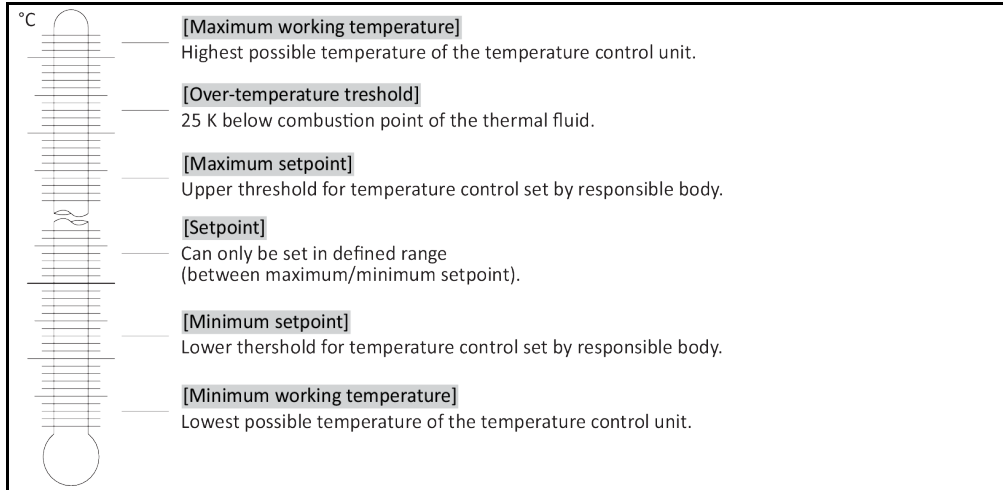 °C
[Maximum working temperature]
Highest possible temperature of the temperature control unit.
[Over-temperature treshold]
25 K below combustion point of the thermal fluid.
[Maximum setpoint]
Upper threshold for temperature control set by responsible body.
[Setpoint]
Can only be set in defined range
(between maximum/minimum setpoint).
[Minimum setpoint]
Lower thershold for temperature control set by responsible body.
[Minimum working temperature]
Lowest possible temperature of the temperature control unit.